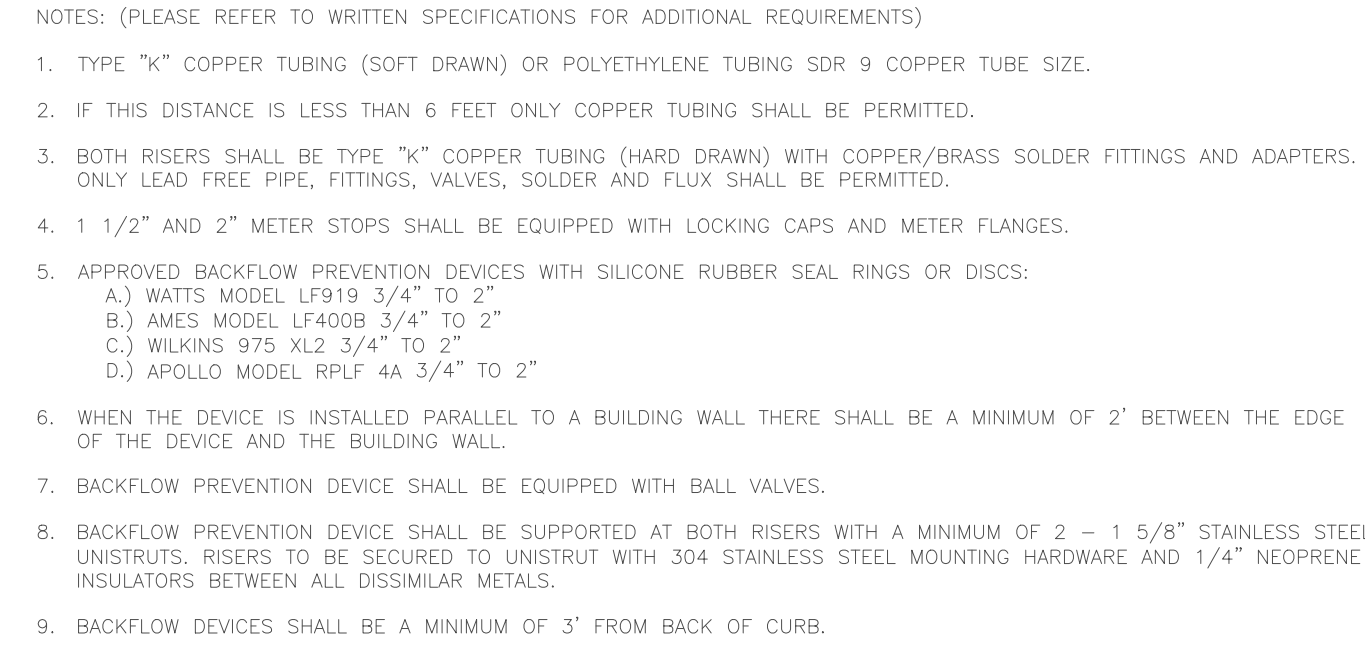 NOTES: (PLEASE REFER TO WRITTEN SPECIFICATIONS FOR ADDITIONAL REQUIREMENTS)
1. TYPE "K" COPPER TUBING (SOFT DRAWN) OR POLYETHYLENE TUBING SDR 9 COPPER TUBE SIZE.
2. IF THIS DISTANCE IS LESS THAN 6 FEET ONLY COPPER TUBING SHALL BE PERMITTED.
3. BOTH RISERS SHALL BE TYPE "K" COPPER TUBING (HARD DRAWN) WITH COPPER/BRASS SOLDER FITTINGS AND ADAPTERS.
ONLY LEAD FREE PIPE, FITTINGS, VALVES, SOLDER AND FLUX SHALL BE PERMITTED.
4. 1 1/2" AND 2" METER STOPS SHALL BE EQUIPPED WITH LOCKING CAPS AND METER FLANGES.
5. APPROVED BACKFLOW PREVENTION DEVICES WITH SILICONE RUBBER SEAL RINGS OR DISCS:
A.) WATTS MODEL LF919 3/4" TO 2"
B.) AMES MODEL LF400B 3/4" TO 2"
C.) WILKINS 975 XL2 3/4" TO 2"
D.) APOLLO MODEL RPLF 4A 3/4" TO 2"
6. WHEN THE DEVICE IS INSTALLED PARALLEL TO A BUILDING WALL THERE SHALL BE A MINIMUM OF 2' BETWEEN THE EDGE
OF THE DEVICE AND THE BUILDING WALL.
7. BACKFLOW PREVENTION DEVICE SHALL BE EQUIPPED WITH BALL VALVES.
8. BACKFLOW PREVENTION DEVICE SHALL BE SUPPORTED AT BOTH RISERS WITH A MINIMUM OF 2 – 1 5/8" STAINLESS STEEL
UNISTRUTS. RISERS TO BE SECURED TO UNISTRUT WITH 304 STAINLESS STEEL MOUNTING HARDWARE AND 1/4" NEOPRENE
INSULATORS BETWEEN ALL DISSIMILAR METALS.
9. BACKFLOW DEVICES SHALL BE A MINIMUM OF 3' FROM BACK OF CURB.